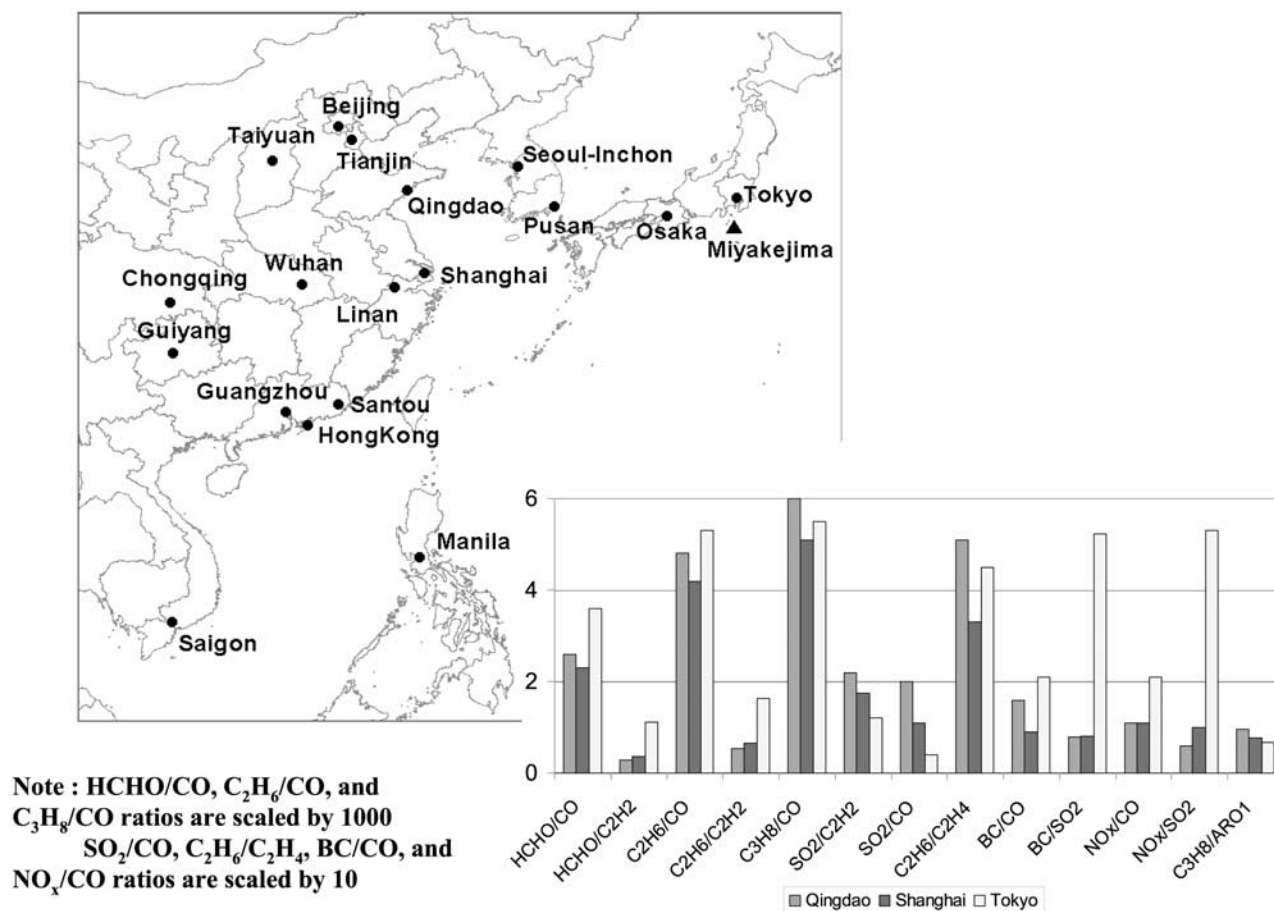 Beijing
Taiyuan
Tianjin
Seoul-Inchon
Qingdao
Tokyo
Pusan
Osaka
Miyakejima
Wuhan
Shanghai
Chongqing
Linan
Guiyang
Guangzhou
Santou
HongKong
Manila
Saigon
Note : HCHO/CO, C₂H₆/CO, and
C₃H₈/CO ratios are scaled by 1000
SO₂/CO, C₂H₆/C₂H₄, BC/CO, and
NOₓ/CO ratios are scaled by 10
6
4
2
0
HCHO/CO
HCHO/C2H2
C2H6/CO
C2H6/C2H2
C3H8/CO
SO2/C2H2
SO2/CO
C2H6/C2H4
BC/CO
BC/SO2
NOx/CO
NOx/SO2
C3H8/ARO1
Qingdao Shanghai Tokyo